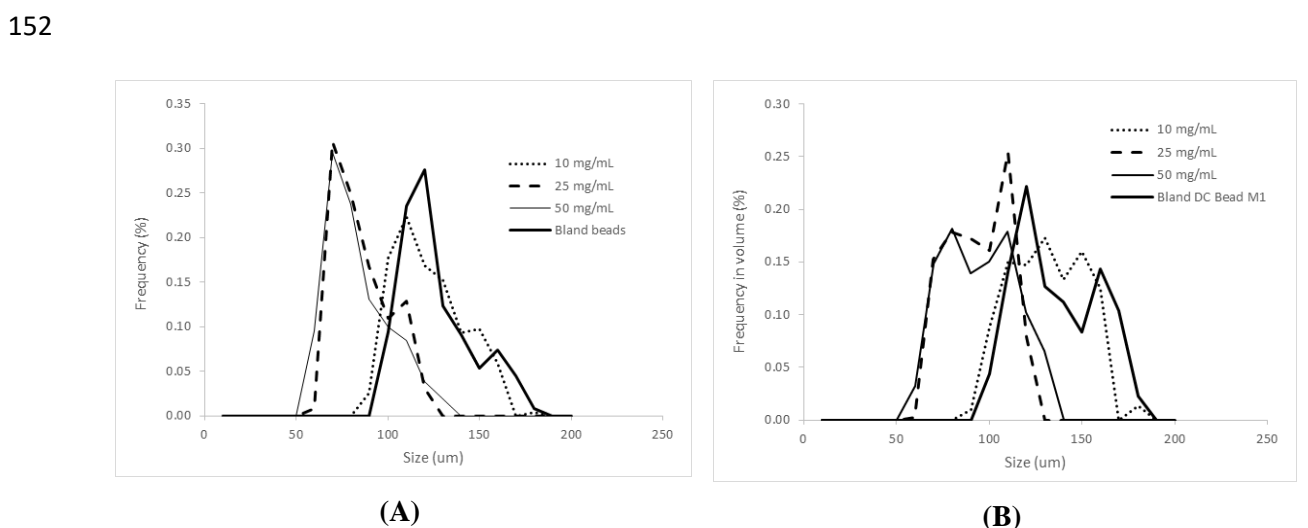 152
0.35
0.30
0.25
0.20
0.15
0.10
0.05
0.00
0
50
100
150
200
250
Frequency (%)
Size (um)
10 mg/mL
25 mg/mL
50 mg/mL
Bland beads
(A)
0.30
0.25
0.20
0.15
0.10
0.05
0.00
0
50
100
150
200
250
Frequency in volume (%)
Size (um)
10 mg/mL
25 mg/mL
50 mg/mL
Bland DC Bead M1
(B)